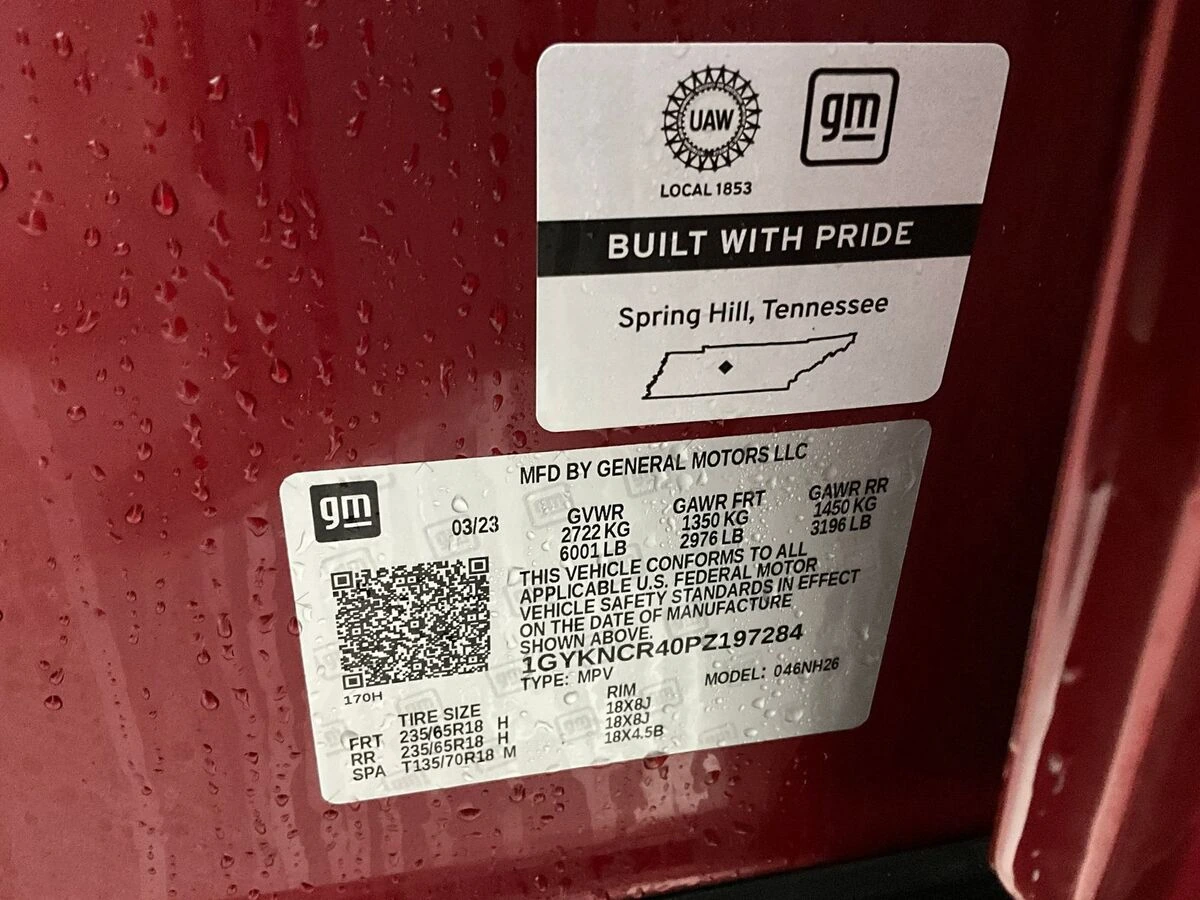 UAW
gm
LOCAL 1853
BUILT WITH PRIDE
Spring Hill, Tennessee
MFD BY GENERAL MOTORS LLC
gm
03/23
GVWR GAWR FRT GAWR RR
2722 KG 1350 KG 1450 KG
6001 LB 2976 LB 3196 LB
THIS VEHICLE CONFORMS TO ALL
APPLICABLE U.S. FEDERAL MOTOR
VEHICLE SAFETY STANDARDS IN EFFECT
ON THE DATE OF MANUFACTURE
SHOWN ABOVE.
1GYKNCR40PZ197284
TYPE: MPV MODEL: 046NH26
170H
TIRE SIZE RIM
FRT 235/65R18 H 18X8J
RR 235/65R18 H 18X8J
SPA T135/70R18 M 18X4.5B